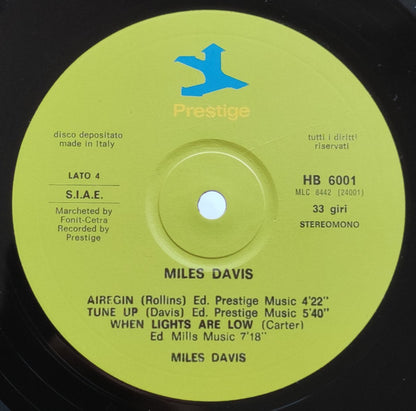 Prestige
disco depositato
made in Italy
tutti i diritti
riservati
LATO 4
S.I.A.E.
Marcheted by
Fonit-Cetra
Recorded by
Prestige
HB 6001
MLC 6442 (24001)
33 giri
STEREOMONO
MILES DAVIS
AIREGIN (Rollins) Ed. Prestige Music 4'22"
TUNE UP (Davis) Ed. Prestige Music 5'40"
WHEN LIGHTS ARE LOW (Carter)
Ed Mills Music 7'18"
MILES DAVIS